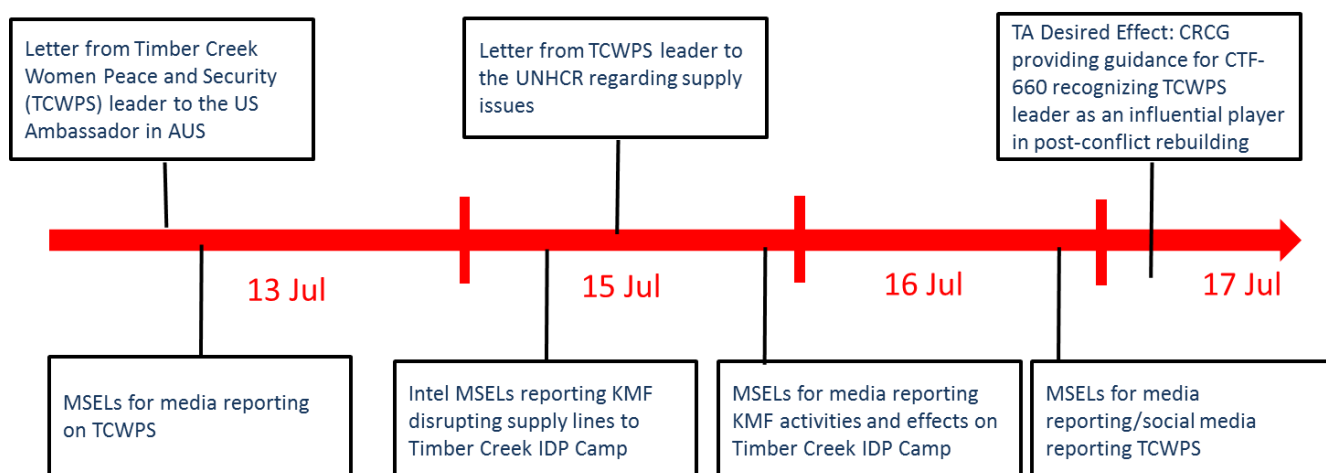 Letter from Timber Creek
Women Peace and Security
(TCWPS) leader to the US
Ambassador in AUS
Letter from TCWPS leader to
the UNHCR regarding supply
issues
TA Desired Effect: CRCG
providing guidance for CTF-
660 recognizing TCWPS
leader as an influential player
in post-conflict rebuilding
13 Jul
15 Jul
16 Jul
17 Jul
MSELs for media reporting
on TCWPS
Intel MSELs reporting KMF
disrupting supply lines to
Timber Creek IDP Camp
MSELs for media reporting
KMF activities and effects on
Timber Creek IDP Camp
MSELs for media
reporting/social media
reporting TCWPS